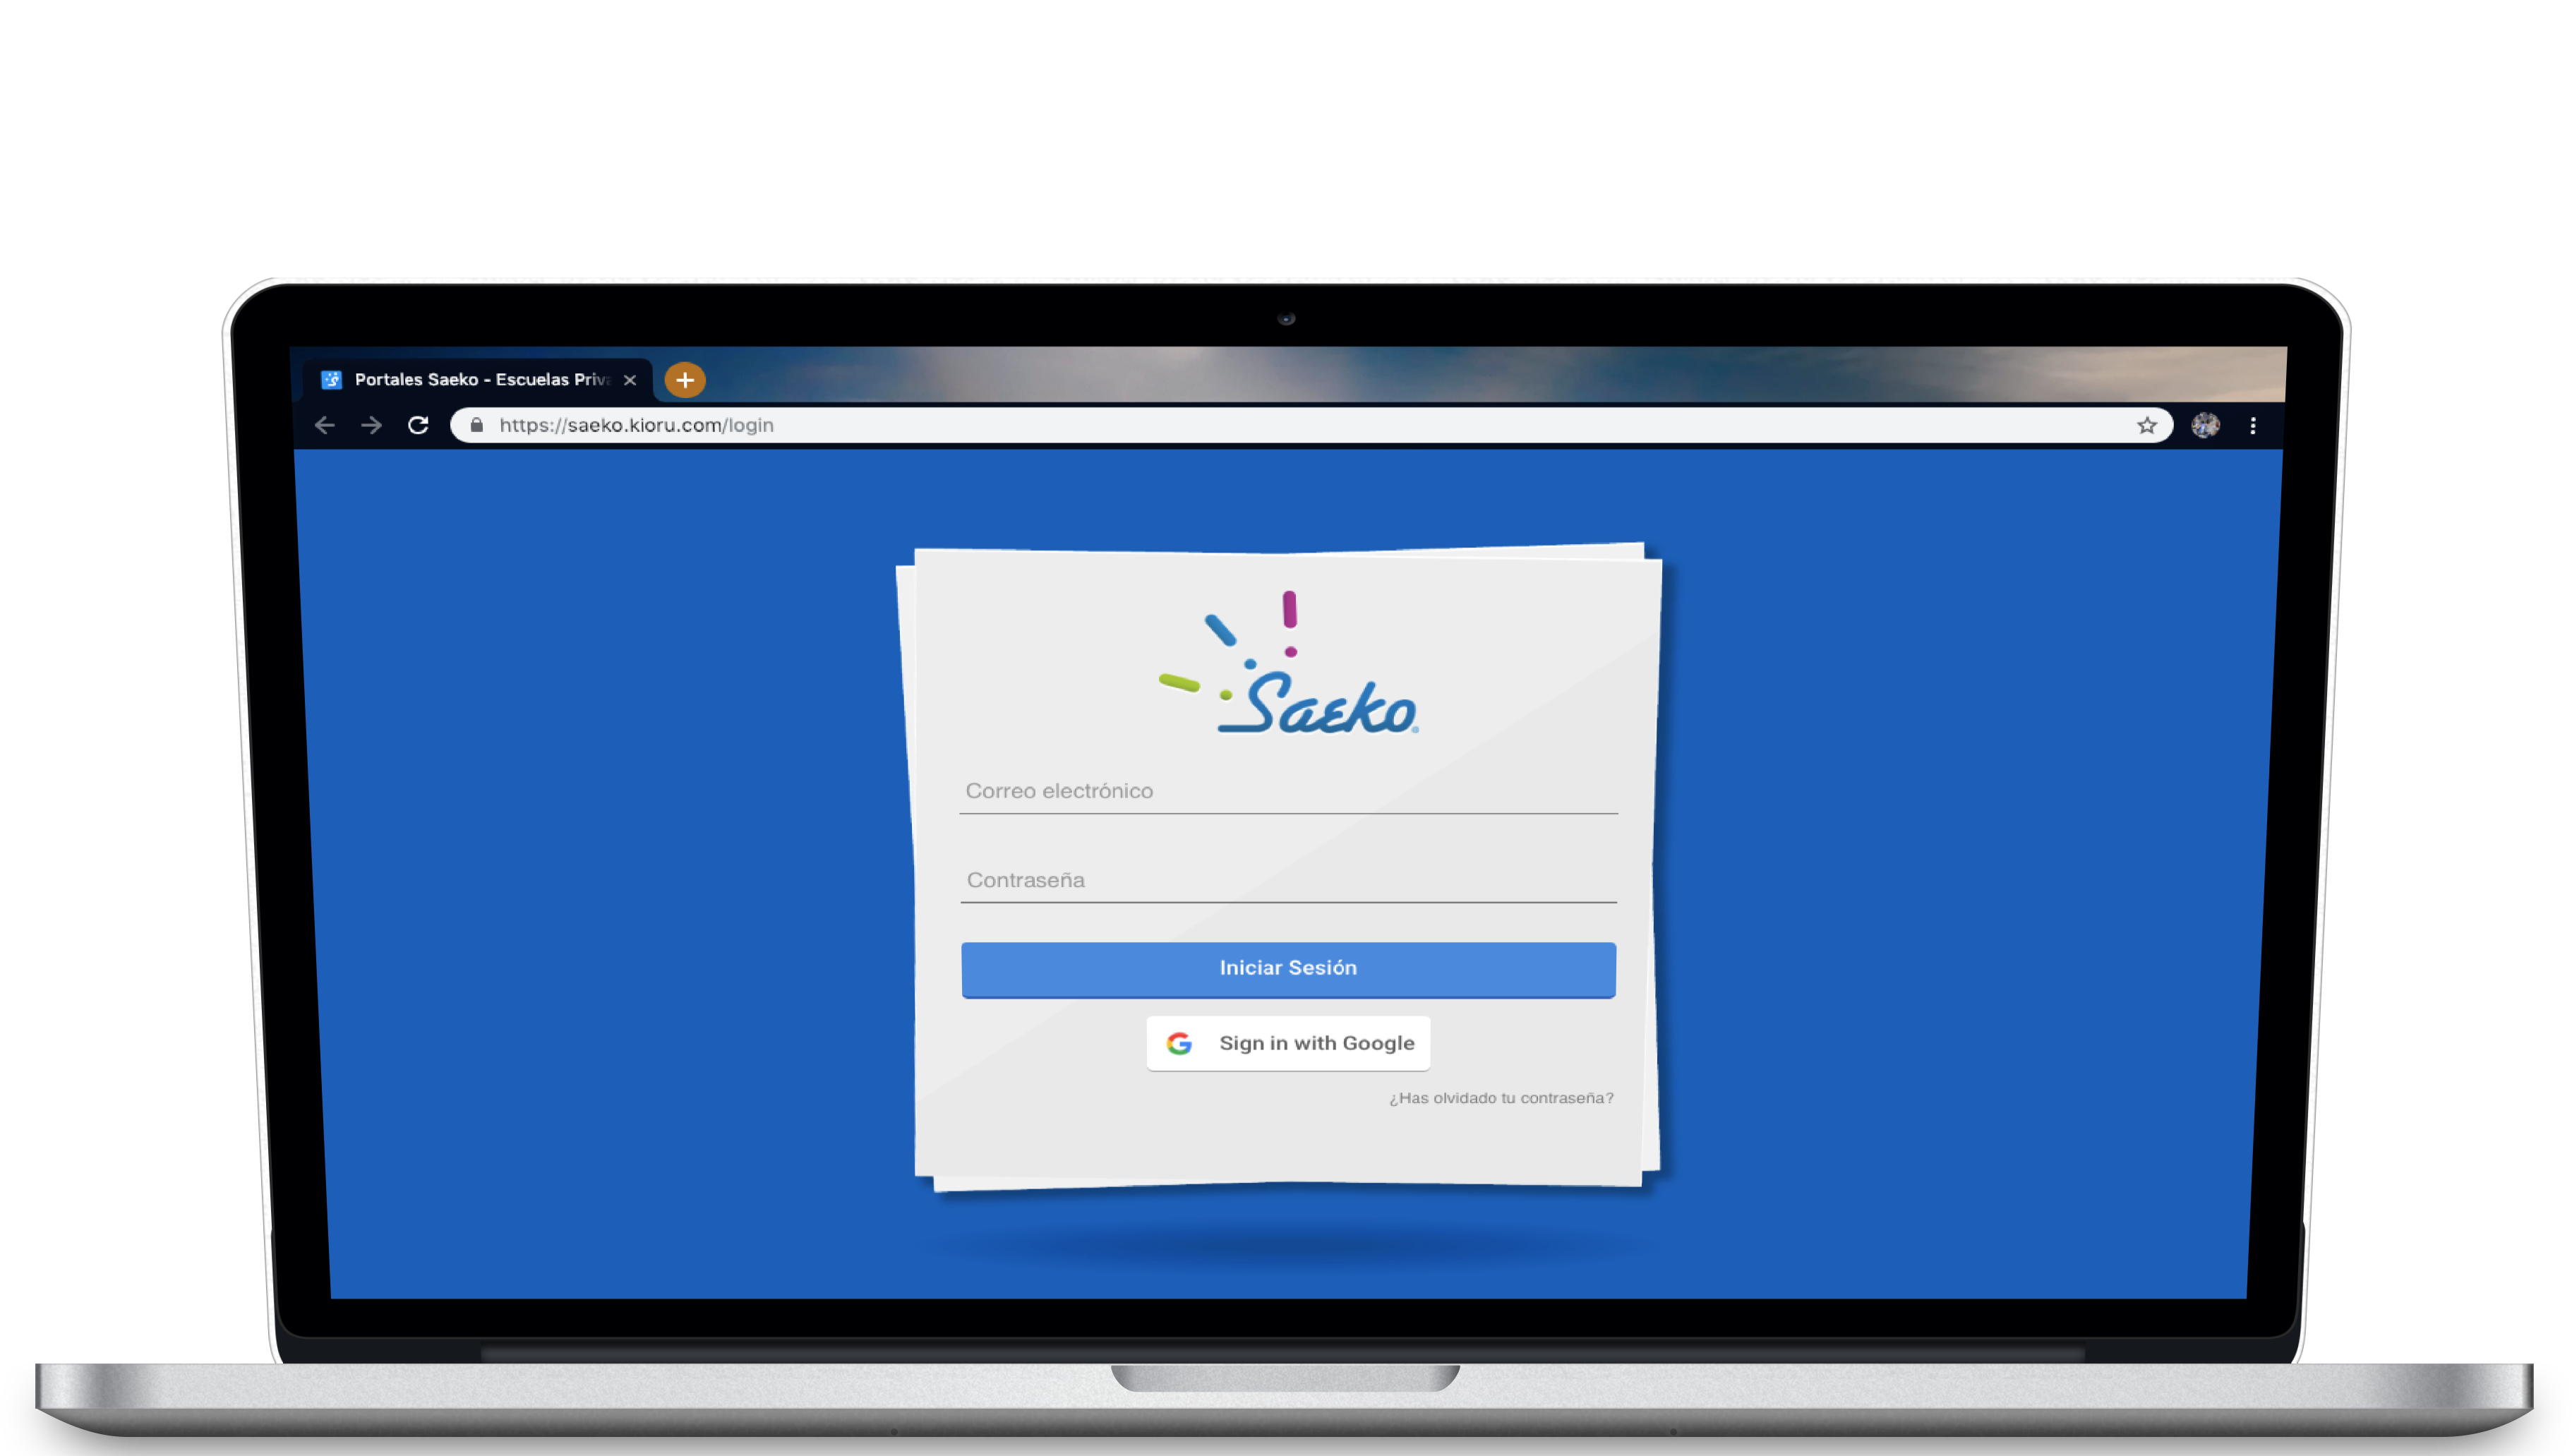 Portales Saeko - Escuelas Priv
https://saeko.kioru.com/login
Saeko
Correo electrónico
Contraseña
Iniciar Sesión
Sign in with Google
¿Has olvidado tu contraseña?